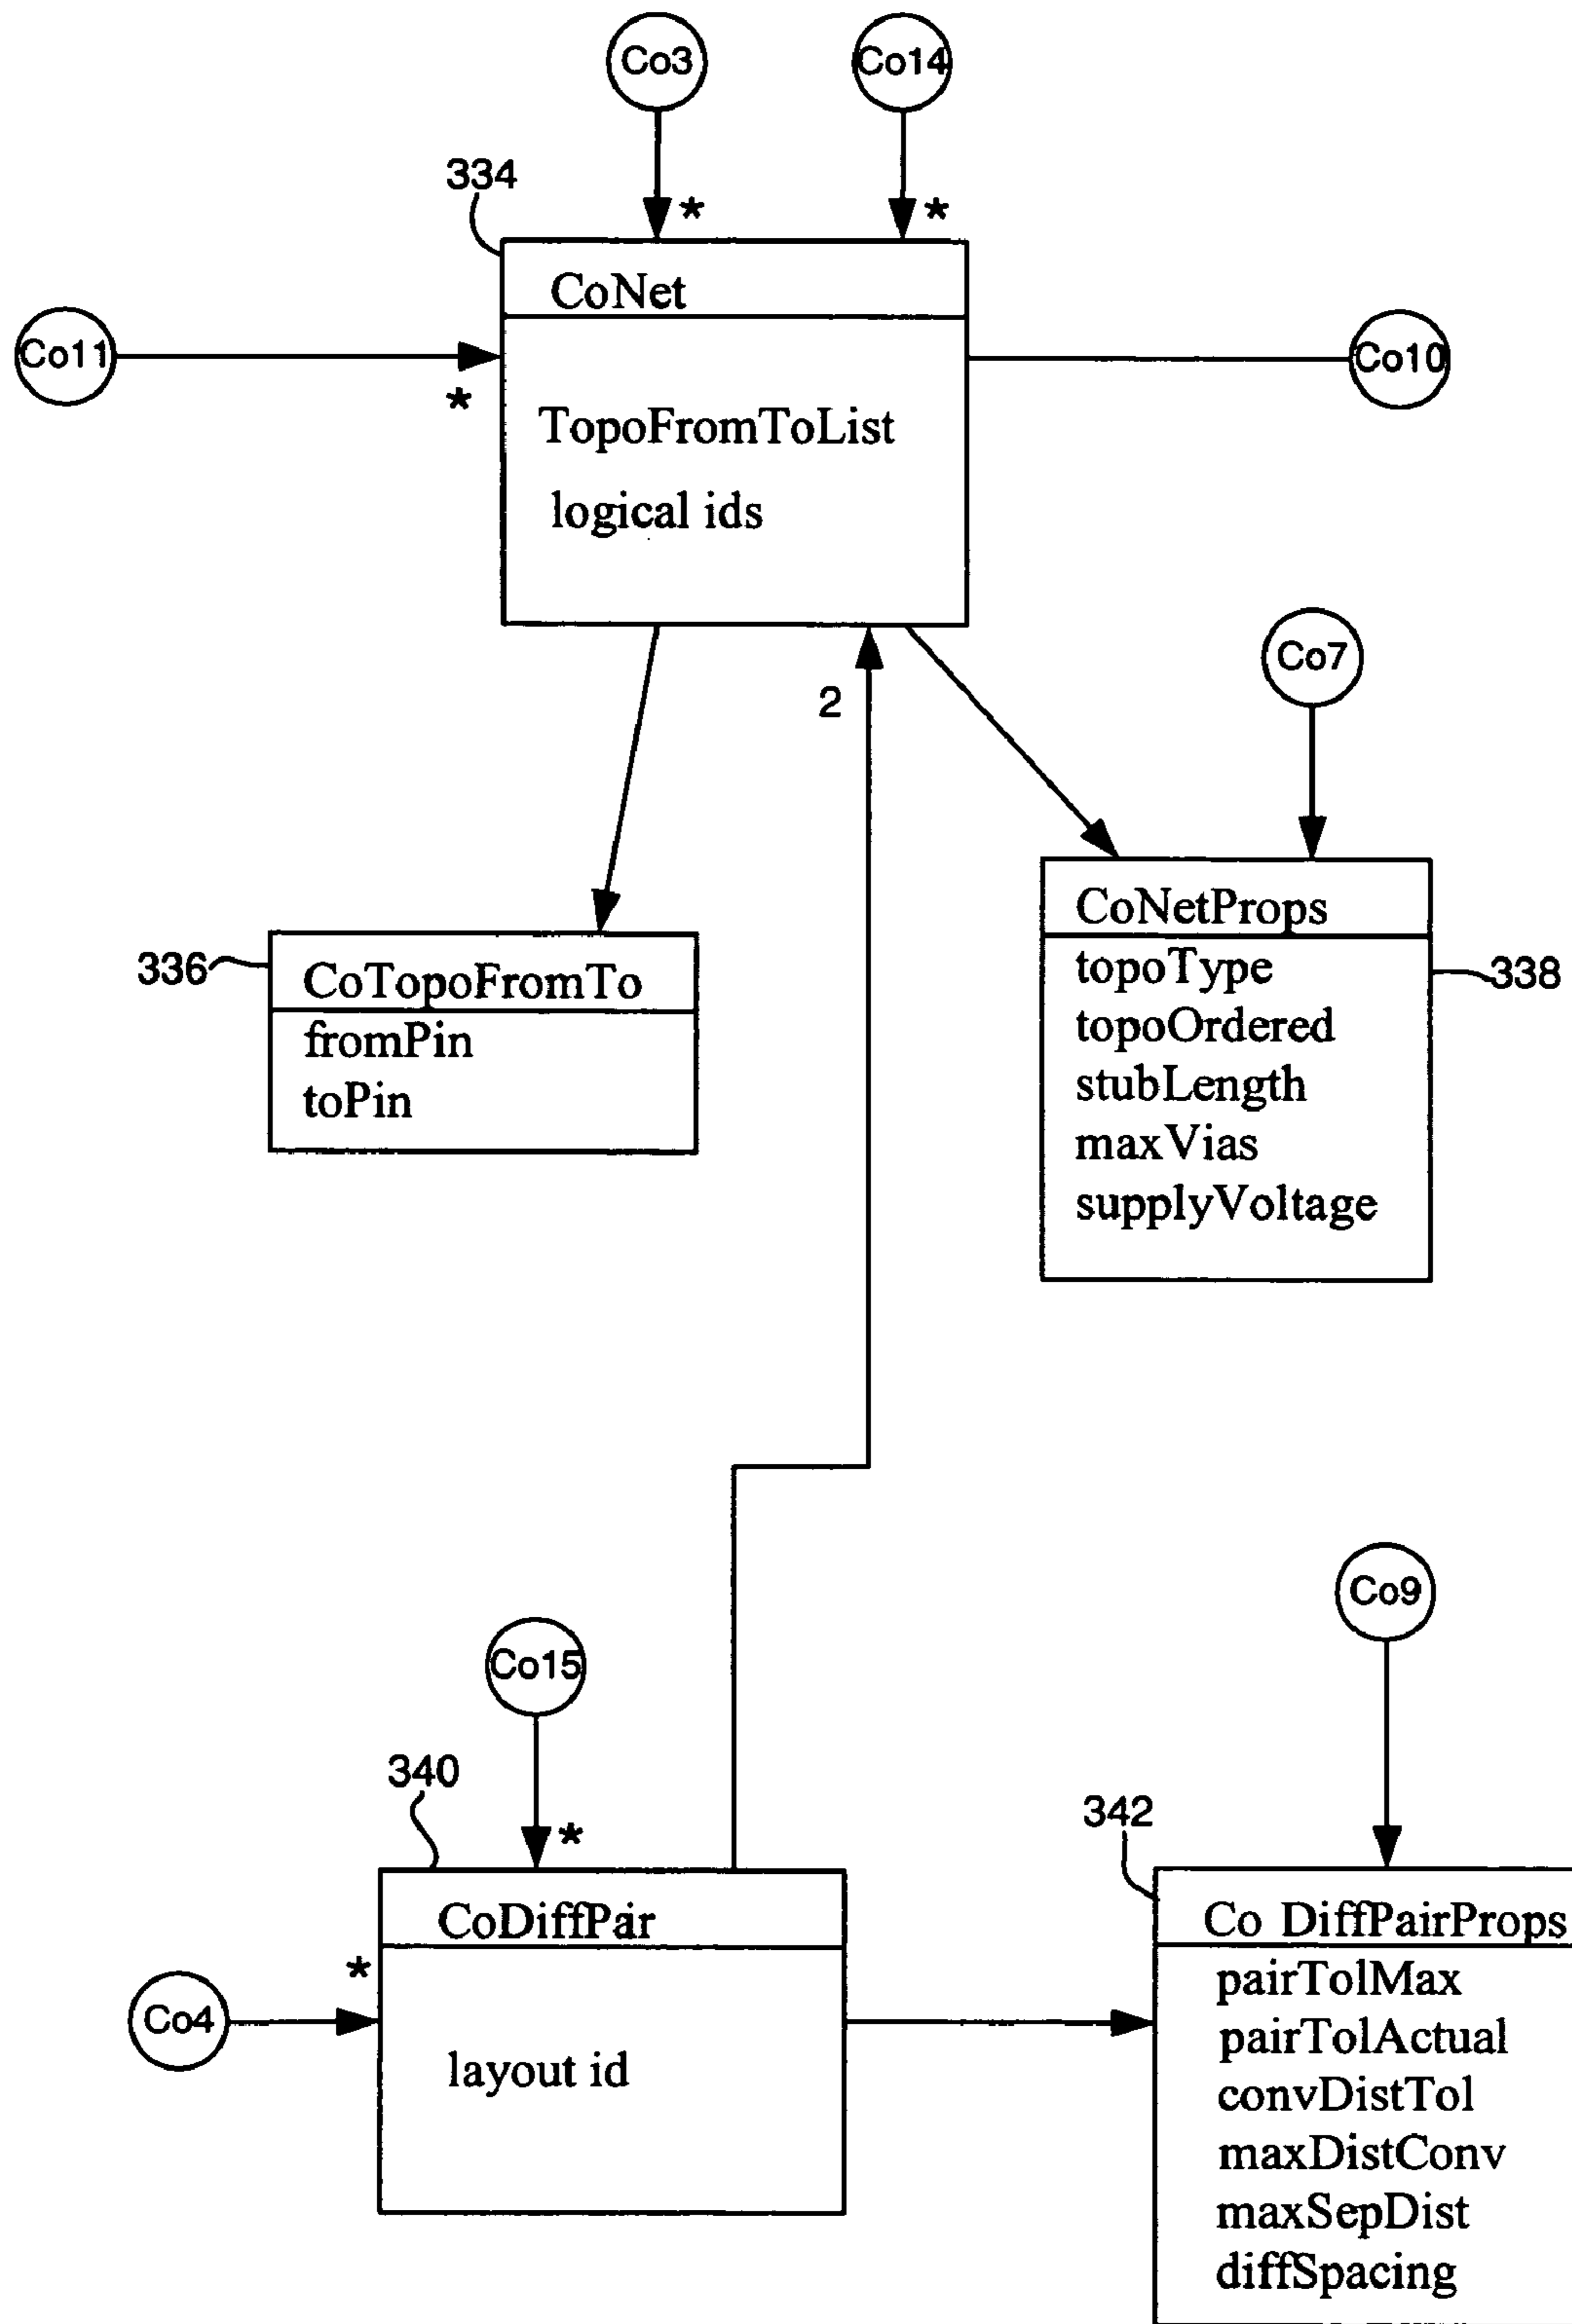 Co3
Co14
334
*
*
CoNet
Co11
Co10
*
TopoFromToList
logical ids
Co7
2
CoNetProps
336
CoTopoFromTo
topoType
338
fromPin
topoOrdered
toPin
stubLength
maxVias
supplyVoltage
Co9
Co15
340
342
*
CoDiffPair
Co DiffPairProps
*
pairTolMax
Co4
pairTolActual
layout id
convDistTol
maxDistConv
maxSepDist
diffSpacing